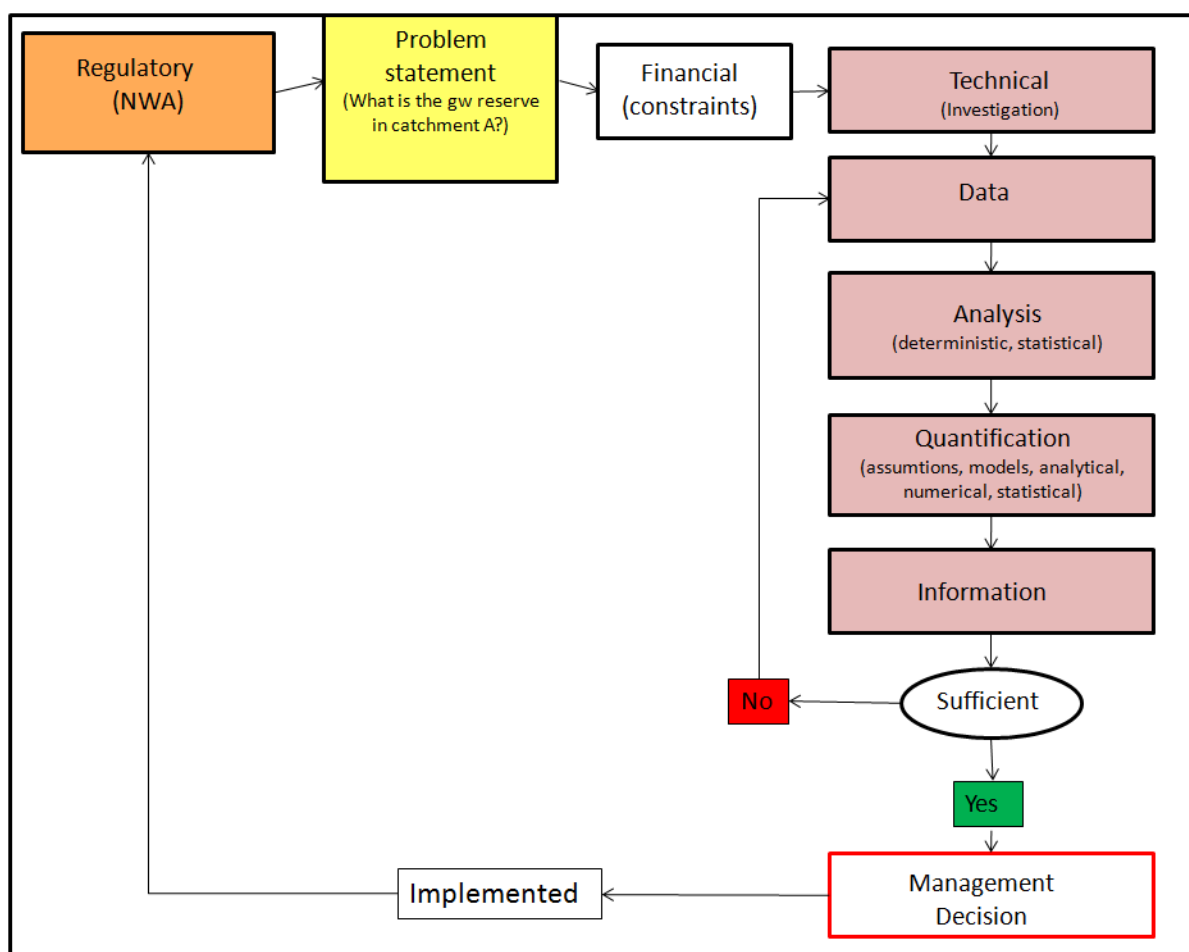 Regulatory
(NWA)
Problem
statement
(What is the gw reserve
in catchment A?)
Financial
(constraints)
Technical
(Investigation)
Data
Analysis
(deterministic, statistical)
Quantification
(assumtions, models, analytical,
numerical, statistical)
Information
Sufficient
No
Yes
Management
Decision
Implemented